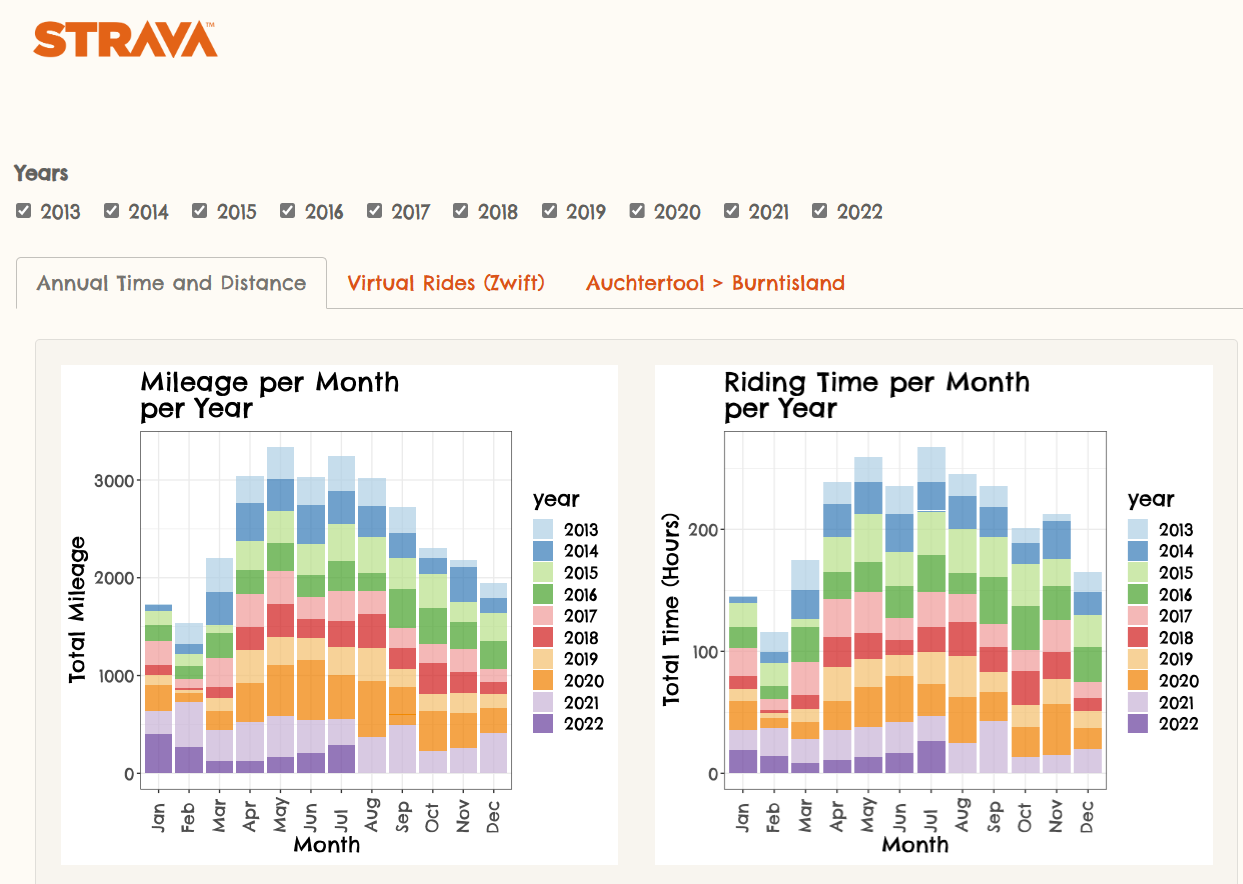 STRAVA™
Years
2013 2014 2015 2016 2017 2018 2019 2020 2021 2022
Annual Time and Distance Virtual Rides (Zwift) Auchtertool > Burntisland
Mileage per Month
per Year
Total Mileage
3000
2000
1000
0
Jan Feb Mar Apr May Jun Jul Aug Sep Oct Nov Dec
Month
year
2013
2014
2015
2016
2017
2018
2019
2020
2021
2022
Riding Time per Month
per Year
Total Time (Hours)
200
100
0
Jan Feb Mar Apr May Jun Jul Aug Sep Oct Nov Dec
Month
year
2013
2014
2015
2016
2017
2018
2019
2020
2021
2022